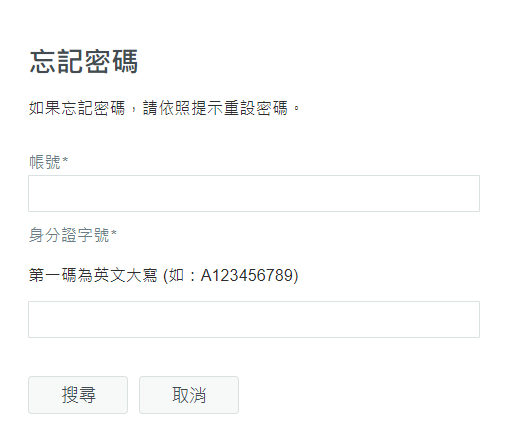 忘記密碼
如果忘記密碼，請依照提示重設密碼。
帳號*
身分證字號*
第一碼為英文大寫 (如：A123456789)
搜尋 取消